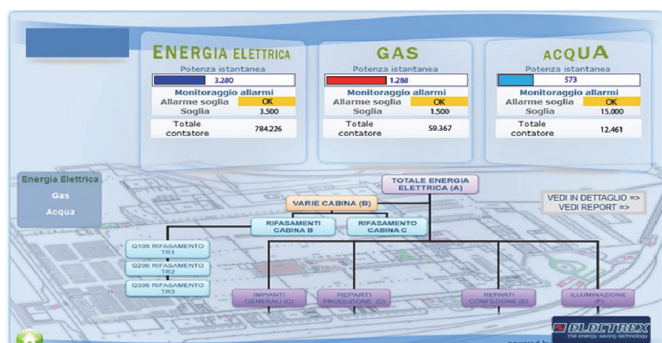 ENERGIA ELETTRICA
Potenza istantanea
3.280
Monitoraggio allarmi
Allarme soglia OK
Soglia 3.500
Totale
contatore 784.226
GAS
Potenza istantanea
1.288
Monitoraggio allarmi
Allarme soglia OK
Soglia 1.500
Totale
contatore 59.367
ACQUA
Potenza istantanea
573
Monitoraggio allarmi
Allarme soglia OK
Soglia 15.000
Totale
contatore 12.461
Energia Elettrica
Gas
Acqua
TOTALE ENERGIA
ELETTRICA (A)
VARIE CABINA (B)
VEDI IN DETTAGLIO =>
VEDI REPORT =>
RIFASAMENTI
CABINA B
RIFASAMENTO
CABINA C
Q109 RIFASAMENTO
TR1
Q206 RIFASAMENTO
TR2
Q306 RIFASAMENTO
TR3
IMPIANTI
GENERALI (C)
REPARTI
PRODUZIONE (D)
REPARTI
CONFEZIONE (E)
ILLUMINAZIONE
(F)
powered by
ELECTREX
The energy saving technology